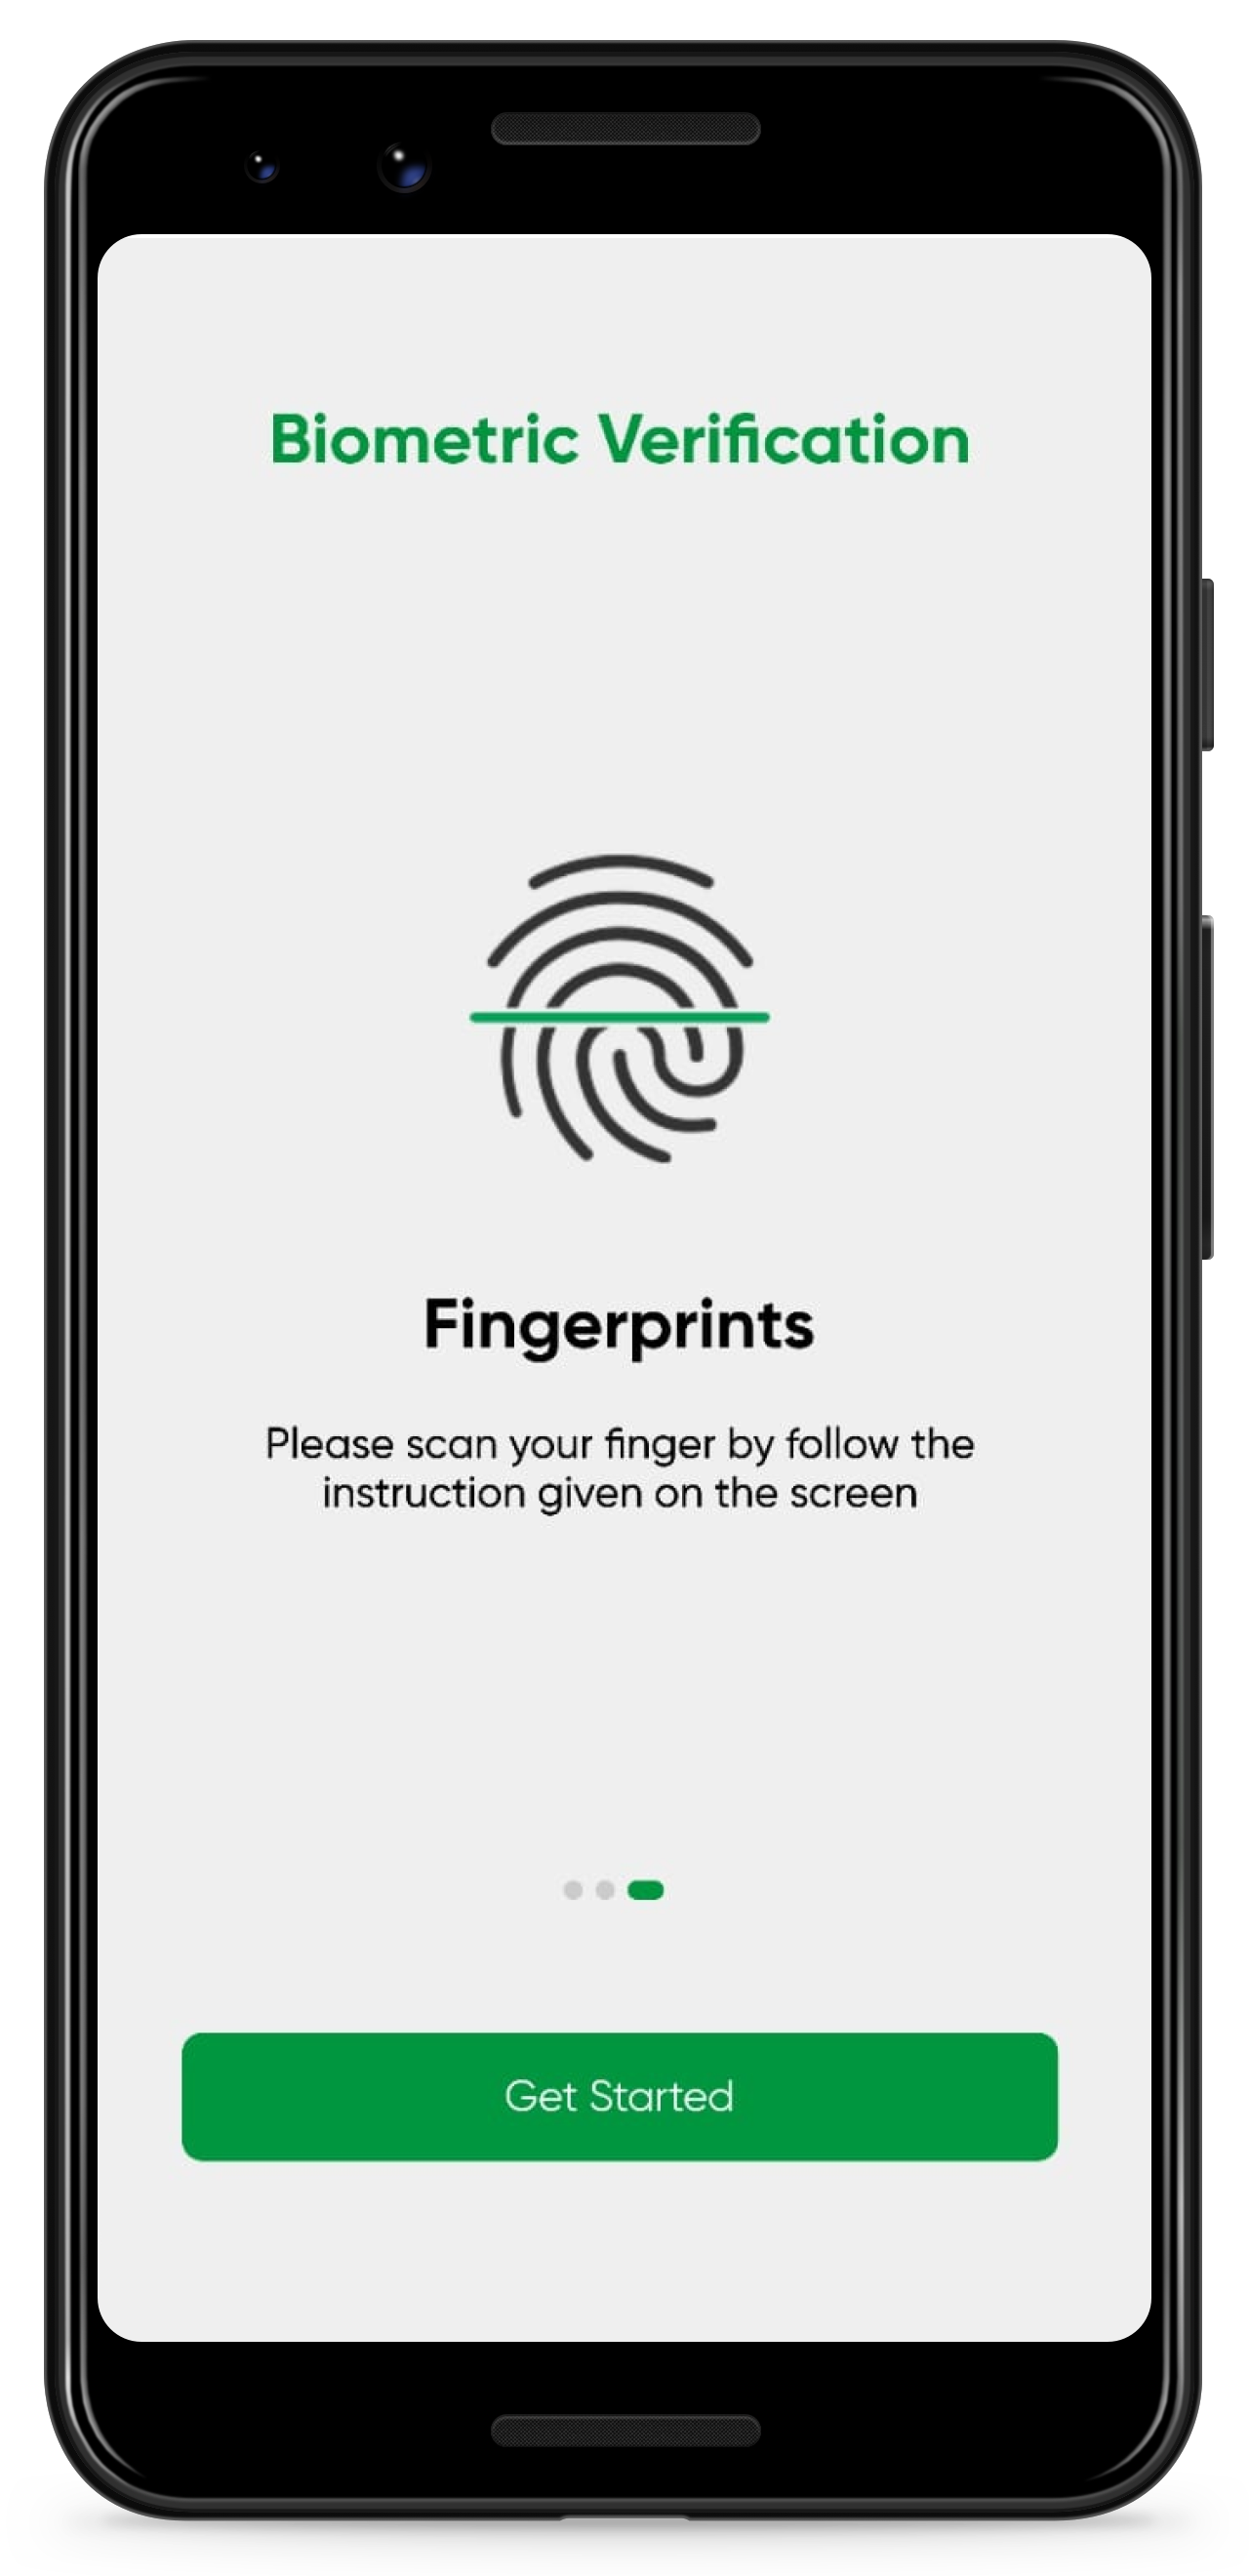 Biometric Verification
Fingerprints
Please scan your finger by follow the
instruction given on the screen
Get Started